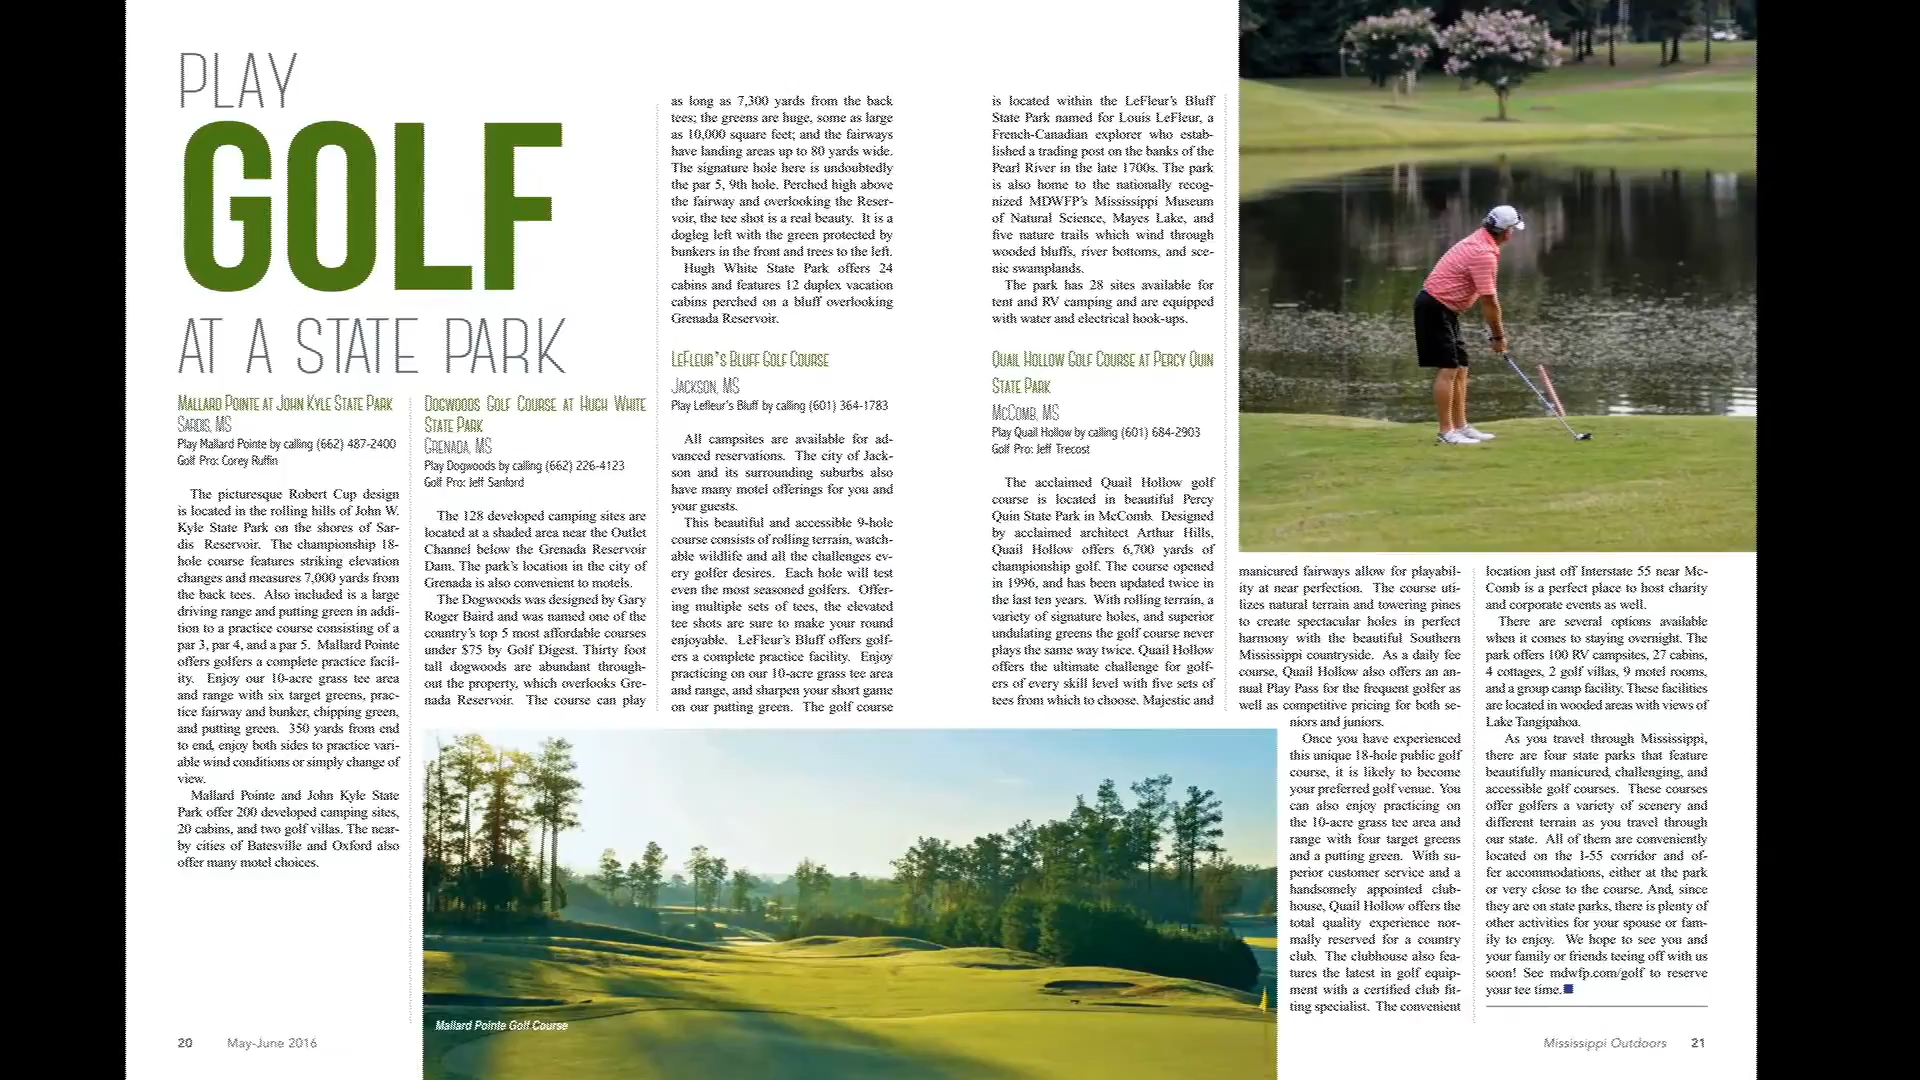 PLAY
GOLF
AT A STATE PARK
Mallard Pointe at John Kyle State Park
Sardis, MS
Play Mallard Pointe by calling (662) 487-2400
Golf Pro: Corey Ruffin
The picturesque Robert Cup design
is located in the rolling hills of John W.
Kyle State Park on the shores of Sar-
dis Reservoir. The championship 18-
hole course features striking elevation
changes and measures 7,000 yards from
the back tees. Also included is a large
driving range and putting green in addi-
tion to a practice course consisting of a
par 3, par 4, and a par 5. Mallard Pointe
offers golfers a complete practice facil-
ity. Enjoy our 10-acre grass tee area
and range with six target greens, prac-
tice fairway and bunker, chipping green,
and putting green. 350 yards from end
to end, enjoy both sides to practice vari-
able wind conditions or simply change of
view.
Mallard Pointe and John Kyle State
Park offer 200 developed camping sites,
20 cabins, and two golf villas. The near-
by cities of Batesville and Oxford also
offer many motel choices.
Dogwoods Golf Course at Hugh White
State Park
Grenada, MS
Play Dogwoods by calling (662) 226-4123
Golf Pro: Jeff Sanford
The 128 developed camping sites are
located at a shaded area near the Outlet
Channel below the Grenada Reservoir
Dam. The park's location in the city of
Grenada is also convenient to motels.
The Dogwoods was designed by Gary
Roger Baird and was named one of the
country's top 5 most affordable courses
under $75 by Golf Digest. Thirty foot
tall dogwoods are abundant through-
out the property, which overlooks Gre-
nada Reservoir. The course can play
as long as 7,300 yards from the back
tees; the greens are huge, some as large
as 10,000 square feet; and the fairways
have landing areas up to 80 yards wide.
The signature hole here is undoubtedly
the par 5, 9th hole. Perched high above
the fairway and overlooking the Reser-
voir, the tee shot is a real beauty. It is a
dogleg left with the green protected by
bunkers in the front and trees to the left.
Hugh White State Park offers 24
cabins and features 12 duplex vacation
cabins perched on a bluff overlooking
Grenada Reservoir.
LeFleur's Bluff Golf Course
Jackson, MS
Play Lefleur's Bluff by calling (601) 364-1783
All campsites are available for ad-
vanced reservations. The city of Jack-
son and its surrounding suburbs also
have many motel offerings for you and
your guests.
This beautiful and accessible 9-hole
course consists of rolling terrain, watch-
able wildlife and all the challenges ev-
ery golfer desires. Each hole will test
even the most seasoned golfers. Offer-
ing multiple sets of tees, the elevated
tee shots are sure to make your round
enjoyable. LeFleur's Bluff offers golf-
ers a complete practice facility. Enjoy
practicing on our 10-acre grass tee area
and range, and sharpen your short game
on our putting green. The golf course
is located within the LeFleur's Bluff
State Park named for Louis LeFleur, a
French-Canadian explorer who estab-
lished a trading post on the banks of the
Pearl River in the late 1700s. The park
is also home to the nationally recog-
nized MDWFP's Mississippi Museum
of Natural Science, Mayes Lake, and
five nature trails which wind through
wooded bluffs, river bottoms, and sce-
nic swamplands.
The park has 28 sites available for
tent and RV camping and are equipped
with water and electrical hook-ups.
Quail Hollow Golf Course at Percy Quin
State Park
McComb, MS
Play Quail Hollow by calling (601) 684-2903
Golf Pro: Jeff Trecost
The acclaimed Quail Hollow golf
course is located in beautiful Percy
Quin State Park in McComb. Designed
by acclaimed architect Arthur Hills,
Quail Hollow offers 6,700 yards of
championship golf. The course opened
in 1996, and has been updated twice in
the last ten years. With rolling terrain, a
variety of signature holes, and superior
undulating greens the golf course never
plays the same way twice. Quail Hollow
offers the ultimate challenge for golf-
ers of every skill level with five sets of
tees from which to choose. Majestic and
manicured fairways allow for playabil-
ity at near perfection. The course uti-
lizes natural terrain and towering pines
to create spectacular holes in perfect
harmony with the beautiful Southern
Mississippi countryside. As a daily fee
course, Quail Hollow also offers an an-
nual Play Pass for the frequent golfer as
well as competitive pricing for both se-
niors and juniors.
Once you have experienced
this unique 18-hole public golf
course, it is likely to become
your preferred golf venue. You
can also enjoy practicing on
the 10-acre grass tee area and
range with four target greens
and a putting green. With su-
perior customer service and a
handsomely appointed club-
house, Quail Hollow offers the
total quality experience nor-
mally reserved for a country
club. The clubhouse also fea-
tures the latest in golf equip-
ment with a certified club fit-
ting specialist. The convenient
location just off Interstate 55 near Mc-
Comb is a perfect place to host charity
and corporate events as well.
There are several options available
when it comes to staying overnight. The
park offers 100 RV campsites, 27 cabins,
4 cottages, 2 golf villas, 9 motel rooms,
and a group camp facility. These facilities
are located in wooded areas with views of
Lake Tangipahoa.
As you travel through Mississippi,
there are four state parks that feature
beautifully manicured, challenging, and
accessible golf courses. These courses
offer golfers a variety of scenery and
different terrain as you travel through
our state. All of them are conveniently
located on the I-55 corridor and of-
fer accommodations, either at the park
or very close to the course. And, since
they are on state parks, there is plenty of
other activities for your spouse or fam-
ily to enjoy. We hope to see you and
your family or friends teeing off with us
soon! See mdwfp.com/golf to reserve
your tee time.
Mallard Pointe Golf Course
20 May-June 2016
Mississippi Outdoors 21